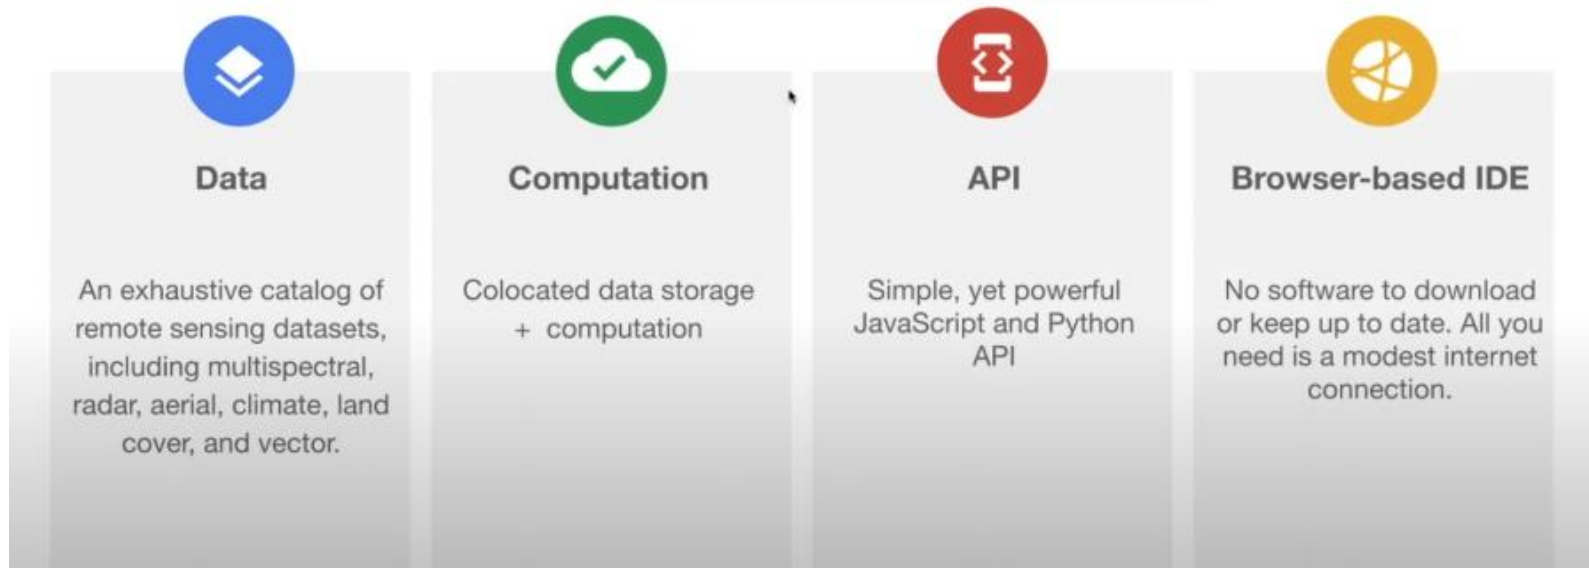 Data
An exhaustive catalog of
remote sensing datasets,
including multispectral,
radar, aerial, climate, land
cover, and vector.
Computation
Colocated data storage
+ computation
API
Simple, yet powerful
JavaScript and Python
API
Browser-based IDE
No software to download
or keep up to date. All you
need is a modest internet
connection.